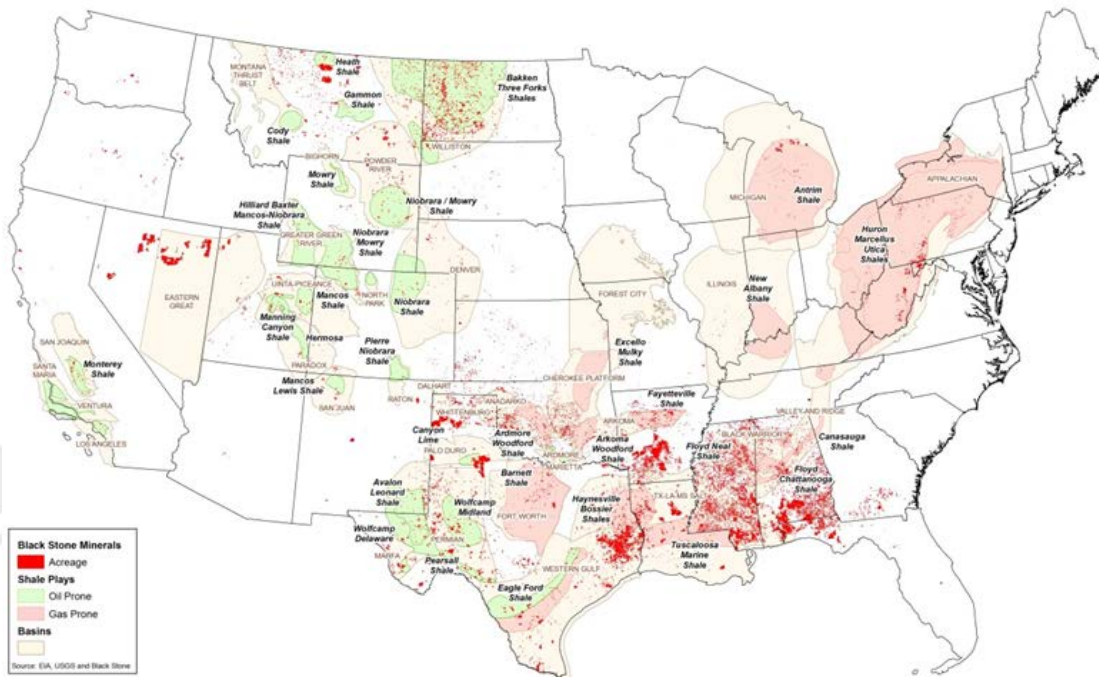 MONTANA
THRUST
BELT
Heath
Shale
Gammon
Shale
Bakken
Three Forks
Shales
Cody
Shale
WILLISTON
BIGHORN
POWDER
RIVER
Mowry
Shale
Hilliard Baxter
Mancos-Niobrara
Shale
Niobrara / Mowry
Shale
GREATER GREEN
RIVER
Niobrara
Mowry
Shale
DENVER
UINTA-PICEANCE
Mancos
Shale
NORTH
PARK
Niobrara
Shale
EASTERN
GREAT
Manning
Canyon
Shale
Hermosa
Pierre
Niobrara
Shale
PARADOX
Mancos
Lewis Shale
SAN JUAN
RATON
SAN JOAQUIN
SANTA
MARIA
Monterey
Shale
VENTURA
LOS ANGELES
MICHIGAN
Antrim
Shale
APPALACHIAN
Huron
Marcellus
Utica
Shales
ILLINOIS
New
Albany
Shale
FOREST CITY
Excello
Mulky
Shale
CHEROKEE PLATFORM
Fayetteville
Shale
DALHART
ANADARKO
WHITTENBURG
ARKOMA
Canyon
Lime
Ardmore
Woodford
Shale
Arkoma
Woodford
Shale
PALO DURO
ARDMORE
MARIETTA
Barnett
Shale
VALLEY AND RIDGE
BLACK WARRIOR
Floyd Neal
Shale
Canasauga
Shale
Floyd
Chattanooga
Shale
Avalon
Leonard
Shale
Wolfcamp
Midland
FORT WORTH
Haynesville
Bossier
Shales
TX-LA-MS SALT
Wolfcamp
Delaware
PERMIAN
MARFA
Pearsall
Shale
WESTERN GULF
Tuscaloosa
Marine
Shale
Eagle Ford
Shale
Black Stone Minerals
Acreage
Shale Plays
Oil Prone
Gas Prone
Basins
Source: EIA, USGS and Black Stone